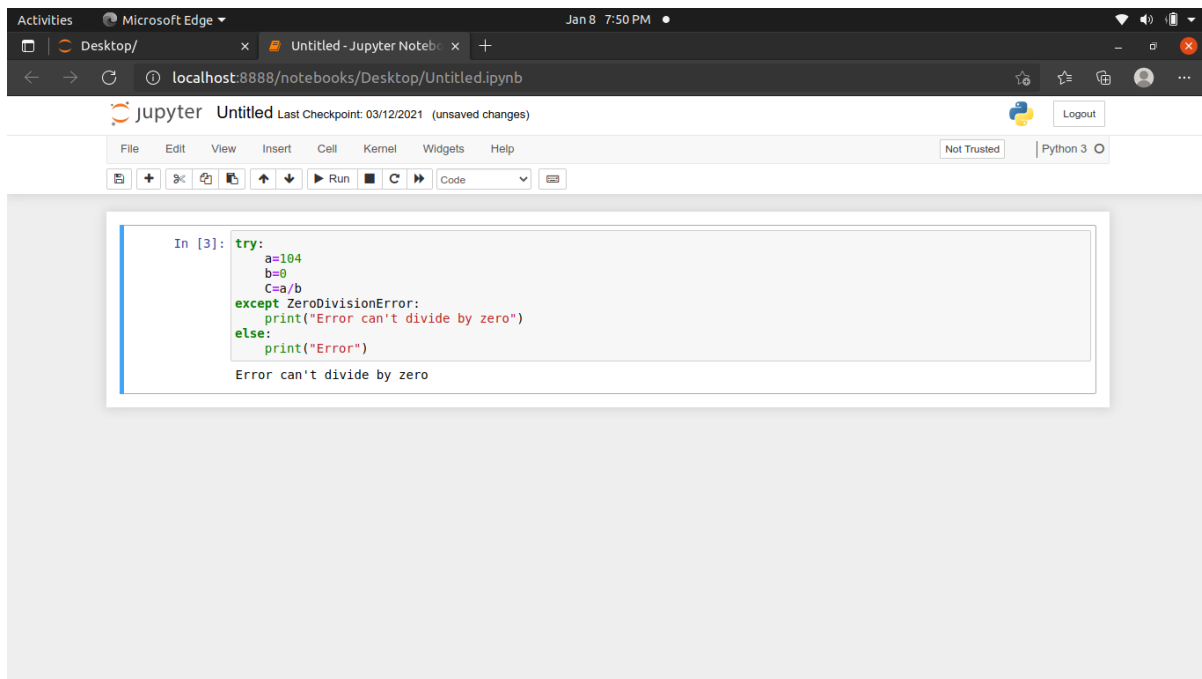 Activities Microsoft Edge Jan 8 7:50 PM
Desktop/ Untitled - Jupyter Notebo
localhost:8888/notebooks/Desktop/Untitled.ipynb
jupyter Untitled Last Checkpoint: 03/12/2021 (unsaved changes) Logout
File Edit View Insert Cell Kernel Widgets Help Not Trusted Python 3
Run Code
In [3]: try:
    a=104
    b=0
    C=a/b
except ZeroDivisionError:
    print("Error can't divide by zero")
else:
    print("Error")
Error can't divide by zero